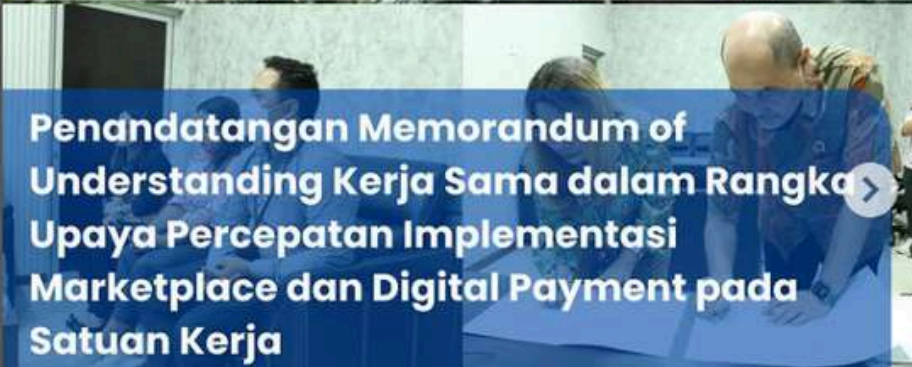 Penandatangan Memorandum of
Understanding Kerja Sama dalam Rangka
Upaya Percepatan Implementasi
Marketplace dan Digital Payment pada
Satuan Kerja